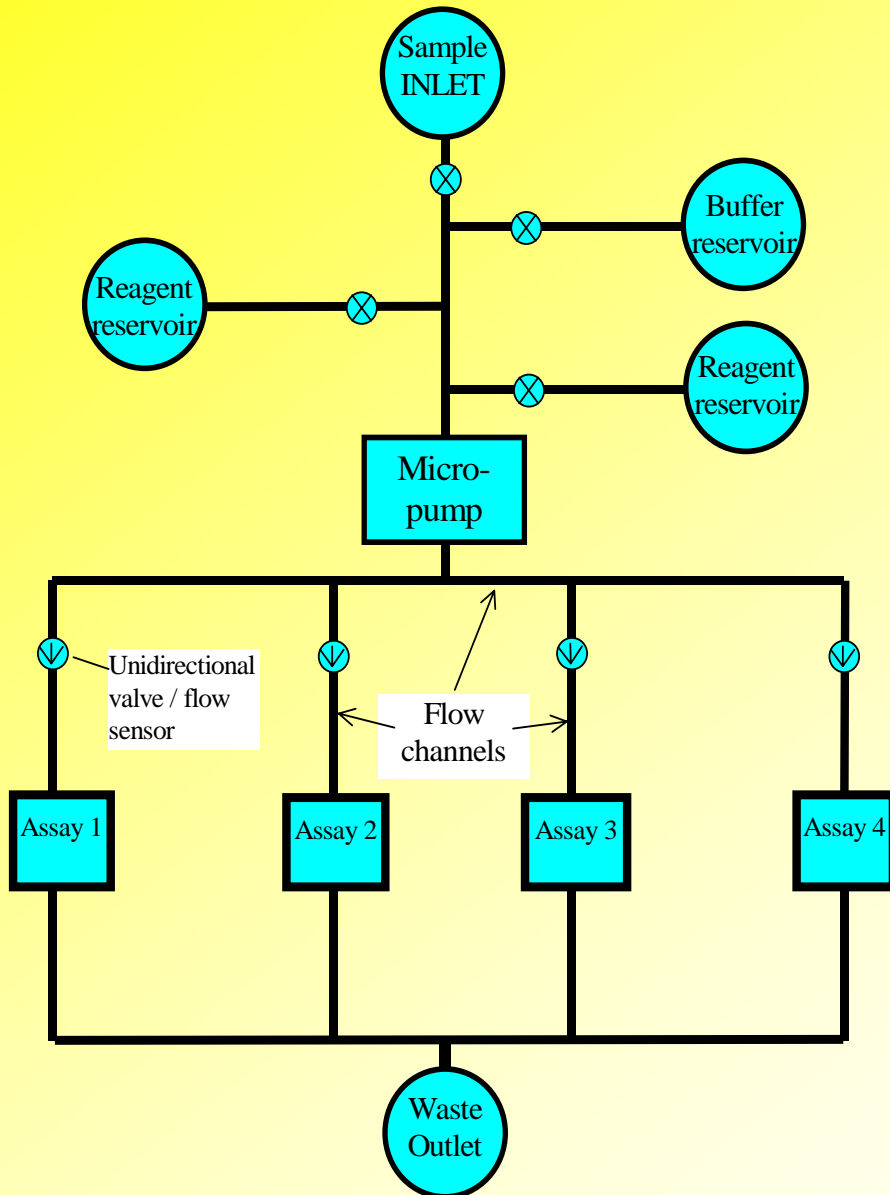 Sample
INLET
Buffer
reservoir
Reagent
reservoir
Reagent
reservoir
Micro-
pump
Unidirectional
valve / flow
sensor
Flow
channels
Assay 1
Assay 2
Assay 3
Assay 4
Waste
Outlet